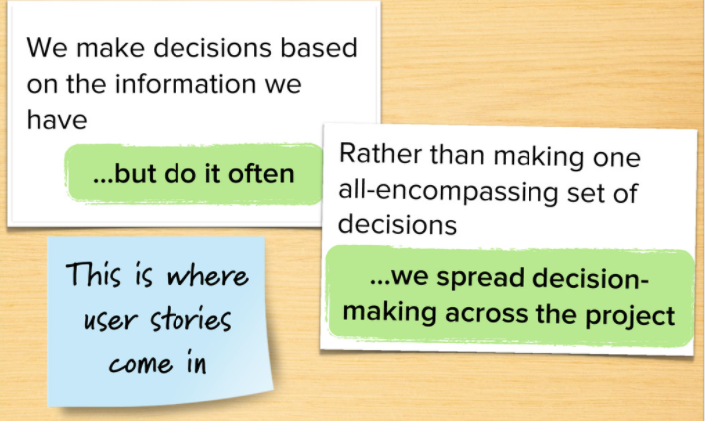 We make decisions based
on the information we
have
...but do it often
Rather than making one
all-encompassing set of
decisions
...we spread decision-
making across the project
This is where
user stories
come in